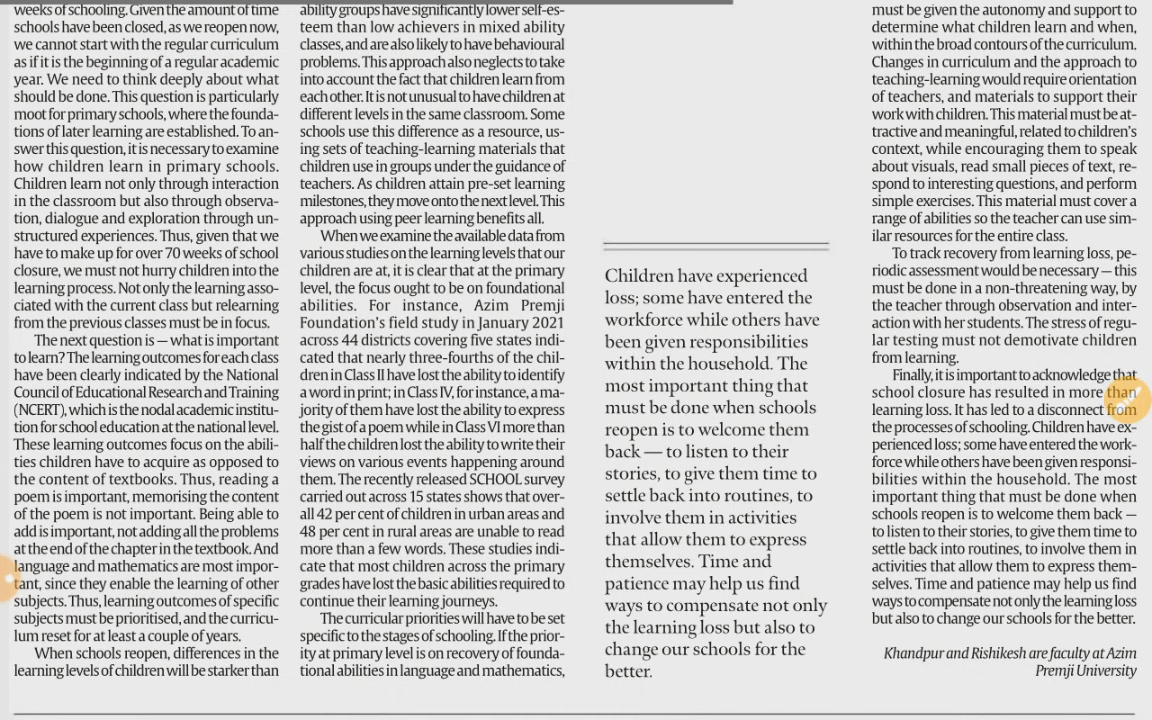 weeks of schooling. Given the amount of time
schools have been closed, as we reopen now,
we cannot start with the regular curriculum
as if it is the beginning of a regular academic
year. We need to think deeply about what
should be done. This question is particularly
moot for primary schools, where the founda-
tions of later learning are established. To an-
swer this question, it is necessary to examine
how children learn in primary schools.
Children learn not only through interaction
in the classroom but also through observa-
tion, dialogue and exploration through un-
structured experiences. Thus, given that we
have to make up for over 70 weeks of school
closure, we must not hurry children into the
learning process. Not only the learning asso-
ciated with the current class but relearning
from the previous classes must be in focus.
The next question is — what is important
to learn? The learning outcomes for each class
have been clearly indicated by the National
Council of Educational Research and Training
(NCERT), which is the nodal academic institu-
tion for school education at the national level.
These learning outcomes focus on the abili-
ties children have to acquire as opposed to
the content of textbooks. Thus, reading a
poem is important, memorising the content
of the poem is not important. Being able to
add is important, not adding all the problems
at the end of the chapter in the textbook. And
language and mathematics are most impor-
tant, since they enable the learning of other
subjects. Thus, learning outcomes of specific
subjects must be prioritised, and the curricu-
lum reset for at least a couple of years.
When schools reopen, differences in the
learning levels of children will be starker than
ability groups have significantly lower self-es-
teem than low achievers in mixed ability
classes, and are also likely to have behavioural
problems. This approach also neglects to take
into account the fact that children learn from
each other. It is not unusual to have children at
different levels in the same classroom. Some
schools use this difference as a resource, us-
ing sets of teaching-learning materials that
children use in groups under the guidance of
teachers. As children attain pre-set learning
milestones, they move onto the next level. This
approach using peer learning benefits all.
When we examine the available data from
various studies on the learning levels that our
children are at, it is clear that at the primary
level, the focus ought to be on foundational
abilities. For instance, Azim Premji
Foundation's field study in January 2021
across 44 districts covering five states indi-
cated that nearly three-fourths of the chil-
dren in Class II have lost the ability to identify
a word in print; in Class IV, for instance, a ma-
jority of them have lost the ability to express
the gist of a poem while in Class VI more than
half the children lost the ability to write their
views on various events happening around
them. The recently released SCHOOL survey
carried out across 15 states shows that over-
all 42 per cent of children in urban areas and
48 per cent in rural areas are unable to read
more than a few words. These studies indi-
cate that most children across the primary
grades have lost the basic abilities required to
continue their learning journeys.
The curricular priorities will have to be set
specific to the stages of schooling. If the prior-
ity at primary level is on recovery of founda-
tional abilities in language and mathematics,
Children have experienced
loss; some have entered the
workforce while others have
been given responsibilities
within the household. The
most important thing that
must be done when schools
reopen is to welcome them
back — to listen to their
stories, to give them time to
settle back into routines, to
involve them in activities
that allow them to express
themselves. Time and
patience may help us find
ways to compensate not only
the learning loss but also to
change our schools for the
better.
must be given the autonomy and support to
determine what children learn and when,
within the broad contours of the curriculum.
Changes in curriculum and the approach to
teaching-learning would require orientation
of teachers, and materials to support their
work with children. This material must be at-
tractive and meaningful, related to children's
context, while encouraging them to speak
about visuals, read small pieces of text, re-
spond to interesting questions, and perform
simple exercises. This material must cover a
range of abilities so the teacher can use sim-
ilar resources for the entire class.
To track recovery from learning loss, pe-
riodic assessment would be necessary — this
must be done in a non-threatening way, by
the teacher through observation and inter-
action with her students. The stress of regu-
lar testing must not demotivate children
from learning.
Finally, it is important to acknowledge that
school closure has resulted in more than
learning loss. It has led to a disconnect from
the processes of schooling. Children have ex-
perienced loss; some have entered the work-
force while others have been given responsi-
bilities within the household. The most
important thing that must be done when
schools reopen is to welcome them back —
to listen to their stories, to give them time to
settle back into routines, to involve them in
activities that allow them to express them-
selves. Time and patience may help us find
ways to compensate not only the learning loss
but also to change our schools for the better.
Khandpur and Rishikesh are faculty at Azim
Premji University